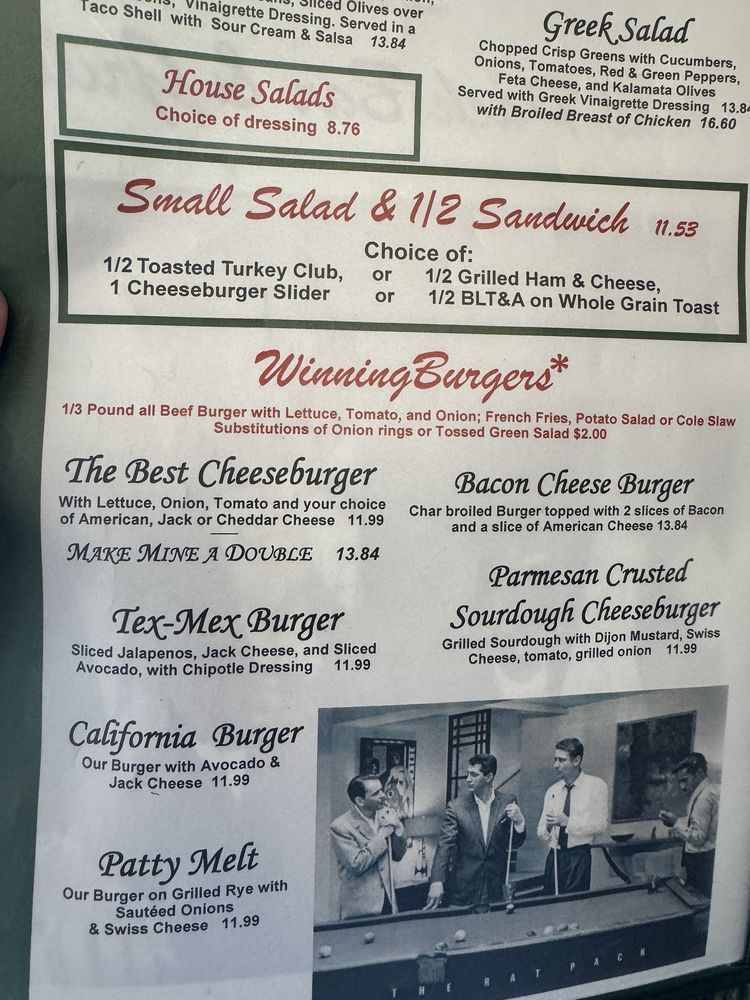 Vinaigrette Dressing. Served in a
Sliced Olives over
Taco Shell with Sour Cream & Salsa 13.84
House Salads
Choice of dressing 8.76
Greek Salad
Chopped Crisp Greens with Cucumbers,
Onions, Tomatoes, Red & Green Peppers,
Feta Cheese, and Kalamata Olives
Served with Greek Vinaigrette Dressing 13.84
with Broiled Breast of Chicken 16.60
Small Salad & 1/2 Sandwich 11.53
Choice of:
1/2 Toasted Turkey Club, or 1/2 Grilled Ham & Cheese,
1 Cheeseburger Slider or 1/2 BLT&A on Whole Grain Toast
Winning Burgers*
1/3 Pound all Beef Burger with Lettuce, Tomato, and Onion; French Fries, Potato Salad or Cole Slaw
Substitutions of Onion rings or Tossed Green Salad $2.00
The Best Cheeseburger
With Lettuce, Onion, Tomato and your choice
of American, Jack or Cheddar Cheese 11.99
MAKE MINE A DOUBLE 13.84
Tex-Mex Burger
Sliced Jalapenos, Jack Cheese, and Sliced
Avocado, with Chipotle Dressing 11.99
California Burger
Our Burger with Avocado &
Jack Cheese 11.99
Patty Melt
Our Burger on Grilled Rye with
Sautéed Onions
& Swiss Cheese 11.99
Bacon Cheese Burger
Char broiled Burger topped with 2 slices of Bacon
and a slice of American Cheese 13.84
Parmesan Crusted
Sourdough Cheeseburger
Grilled Sourdough with Dijon Mustard, Swiss
Cheese, tomato, grilled onion 11.99
THE RAT PACK